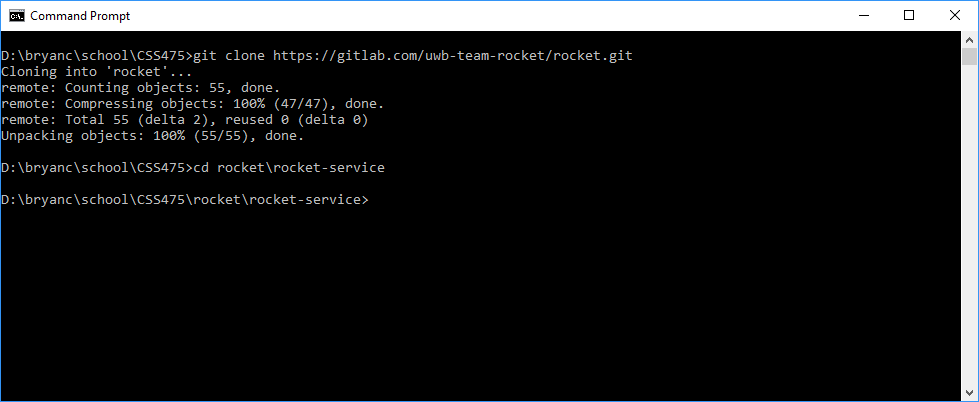 Command Prompt
D:\bryanc\school\CSS475>git clone https://gitlab.com/uwb-team-rocket/rocket.git
Cloning into 'rocket'...
remote: Counting objects: 55, done.
remote: Compressing objects: 100% (47/47), done.
remote: Total 55 (delta 2), reused 0 (delta 0)
Unpacking objects: 100% (55/55), done.
D:\bryanc\school\CSS475>cd rocket\rocket-service
D:\bryanc\school\CSS475\rocket\rocket-service>